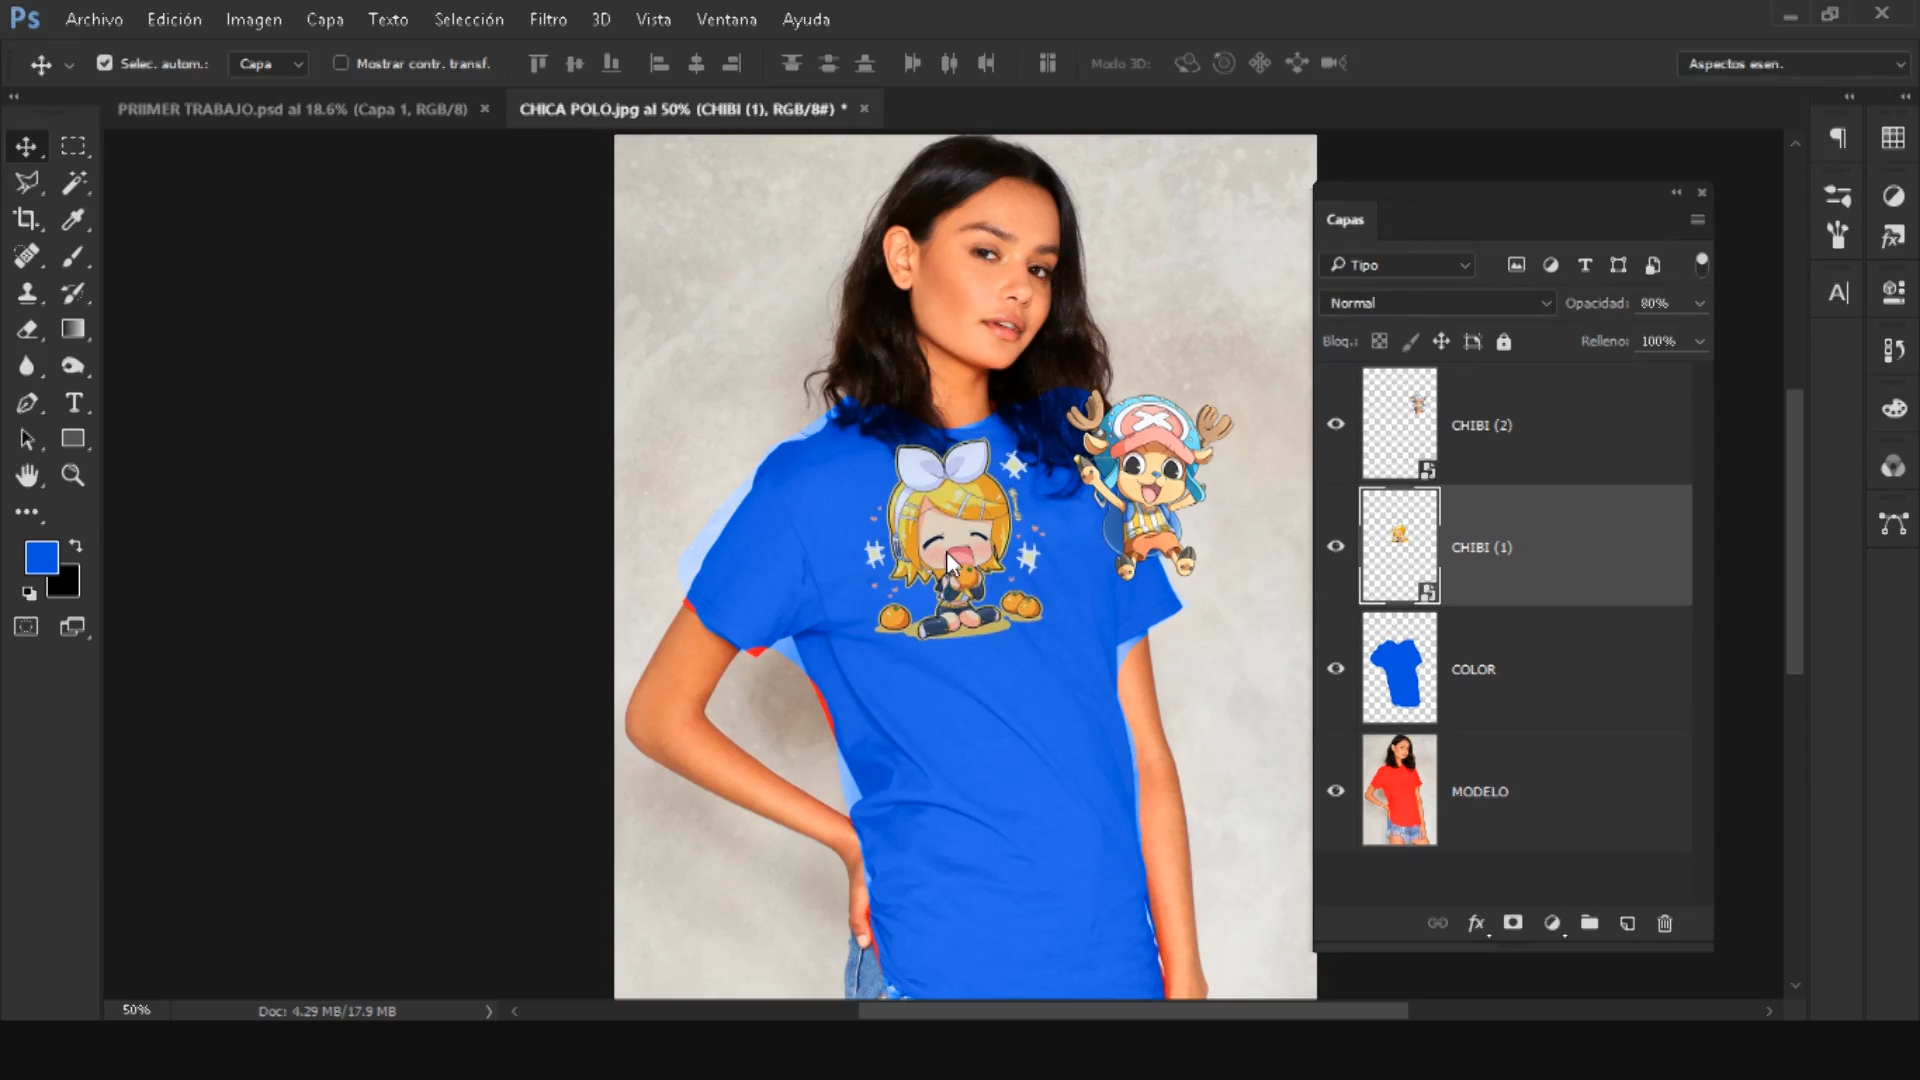 Ps Archivo Edición Imagen Capa Texto Selección Filtro 3D Vista Ventana Ayuda
Selec. autom.: Capa Mostrar contr. transf. Modo 3D: Aspectos esen.
PRIIMER TRABAJO.psd al 18.6% (Capa 1, RGB/8) CHICA POLO.jpg al 50% (CHIBI (1), RGB/8#) *
Capas
Tipo
Normal Opacidad: 80%
Bloq.: Relleno: 100%
CHIBI (2)
CHIBI (1)
COLOR
MODELO
50% Doc: 4.29 MB/17.9 MB